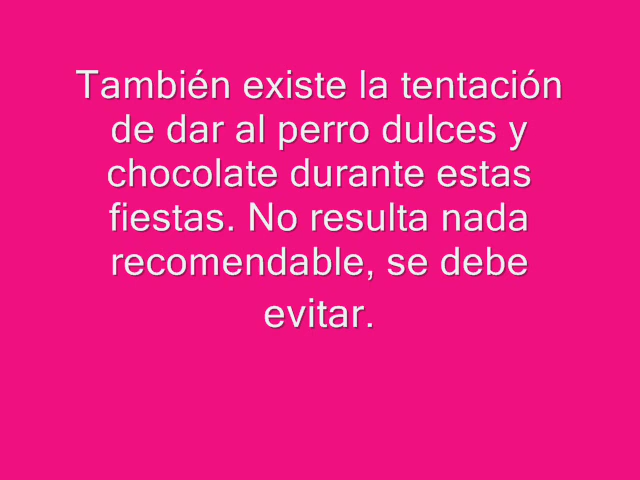 También existe la tentación
de dar al perro dulces y
chocolate durante estas
fiestas. No resulta nada
recomendable, se debe
evitar.